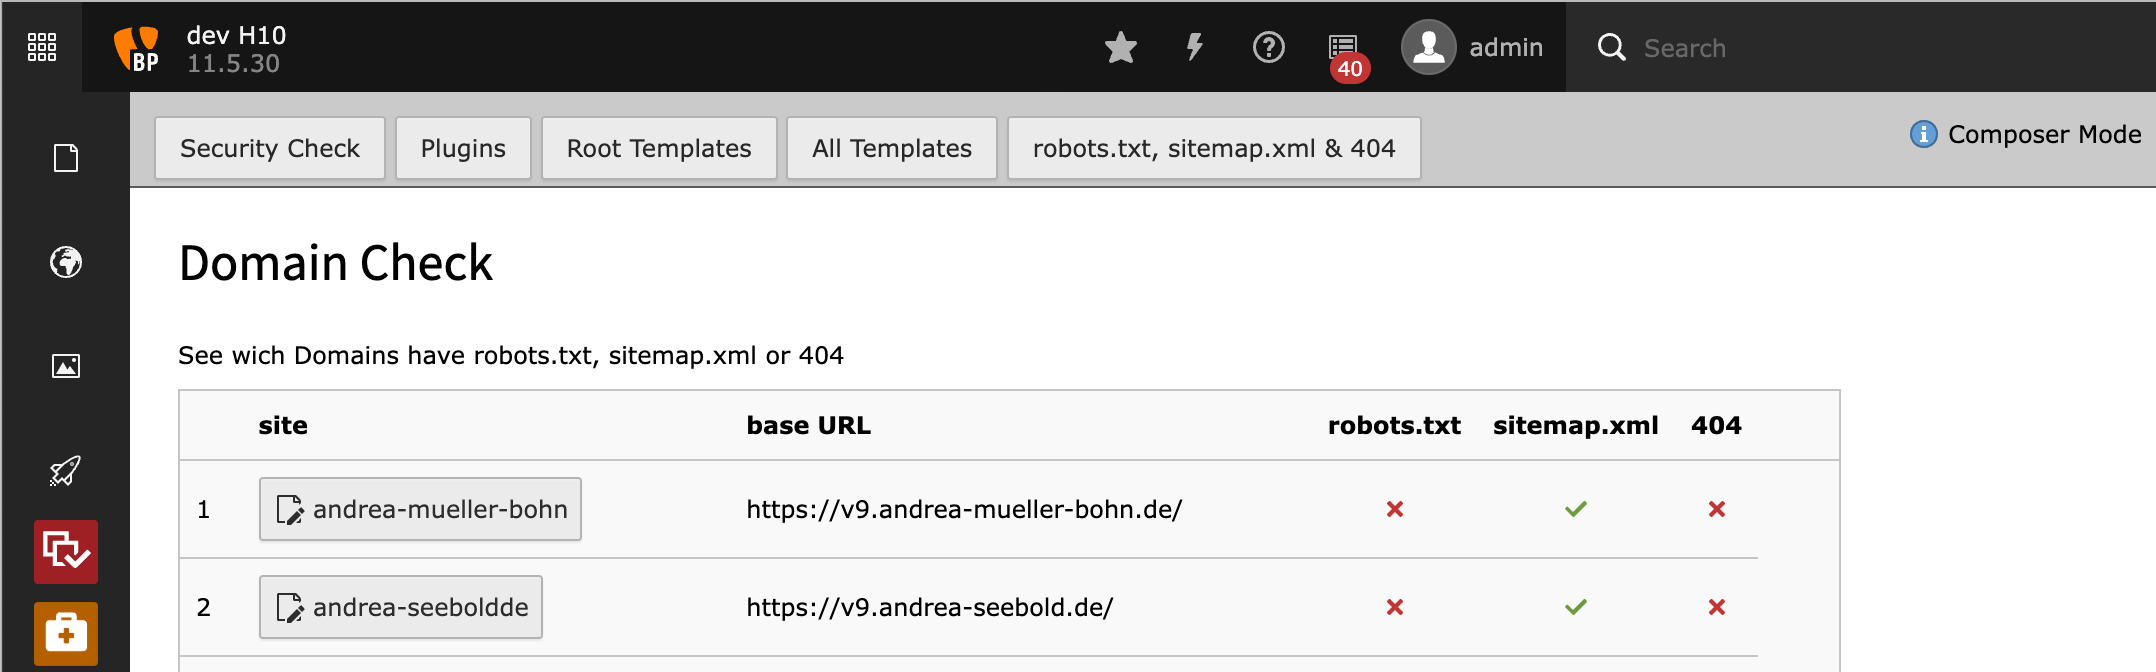 BP
dev H10
11.5.30
40
admin
Search
Security Check
Plugins
Root Templates
All Templates
robots.txt, sitemap.xml & 404
Composer Mode
Domain Check
See wich Domains have robots.txt, sitemap.xml or 404
site base URL robots.txt sitemap.xml 404
1 andrea-mueller-bohn https://v9.andrea-mueller-bohn.de/
2 andrea-seeboldde https://v9.andrea-seebold.de/